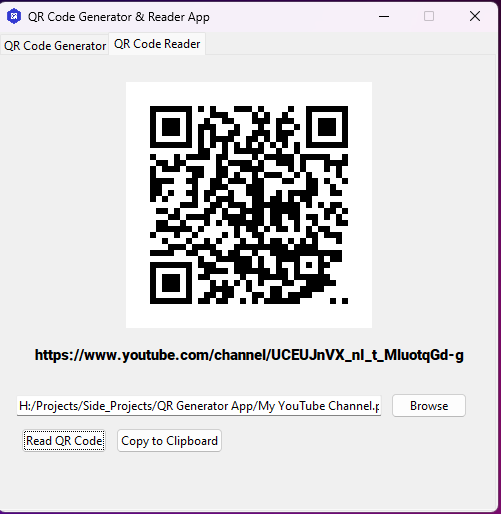 QR Code Generator & Reader App
QR Code Generator QR Code Reader
https://www.youtube.com/channel/UCEUJnVX_nI_t_MluotqGd-g
H:/Projects/Side_Projects/QR Generator App/My YouTube Channel.p Browse
Read QR Code Copy to Clipboard